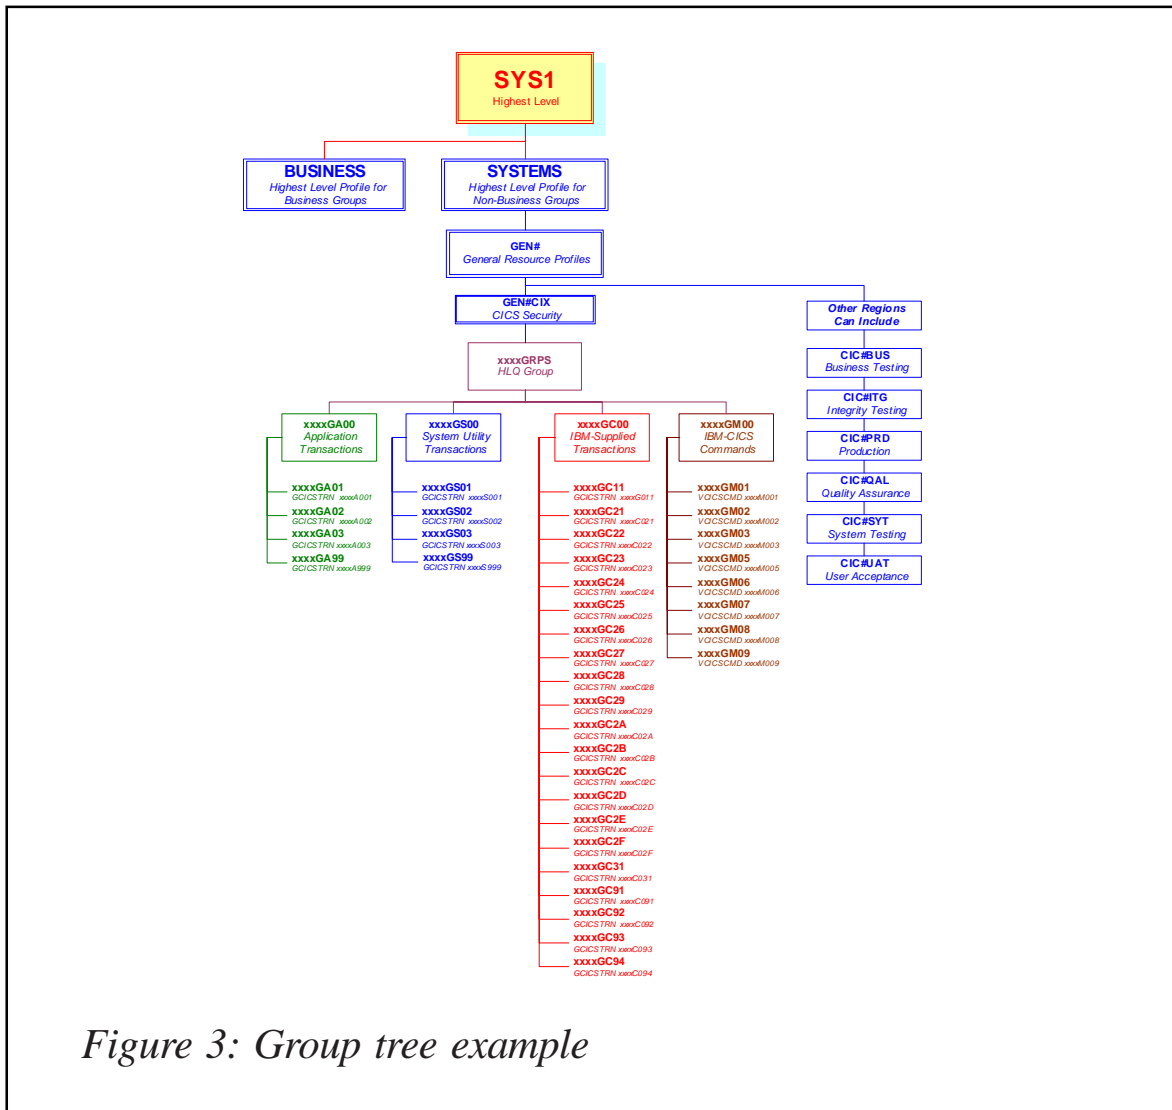 SYS1
Highest Level
BUSINESS
Highest Level Profile for
Business Groups
SYSTEMS
Highest Level Profile for
Non-Business Groups
GEN#
General Resource Profiles
GEN#CIX
CICS Security
Other Regions
Can Include
xxxxGRPS
HLQ Group
CIC#BUS
Business Testing
CIC#ITG
Integrity Testing
CIC#PRD
Production
CIC#QAL
Quality Assurance
CIC#SYT
System Testing
CIC#UAT
User Acceptance
xxxxGA00
Application
Transactions
xxxxGA01
GCICSTRN xxxxA001
xxxxGA02
GCICSTRN xxxxA002
xxxxGA03
GCICSTRN xxxxA003
xxxxGA99
GCICSTRN xxxxA999
xxxxGS00
System Utility
Transactions
xxxxGS01
GCICSTRN xxxxS001
xxxxGS02
GCICSTRN xxxxS002
xxxxGS03
GCICSTRN xxxxS003
xxxxGS99
GCICSTRN xxxxS999
xxxxGC00
IBM-Supplied
Transactions
xxxxGC11
GCICSTRN xxxxG011
xxxxGC21
GCICSTRN xxxxC021
xxxxGC22
GCICSTRN xxxxC022
xxxxGC23
GCICSTRN xxxxC023
xxxxGC24
GCICSTRN xxxxC024
xxxxGC25
GCICSTRN xxxxC025
xxxxGC26
GCICSTRN xxxxC026
xxxxGC27
GCICSTRN xxxxC027
xxxxGC28
GCICSTRN xxxxC028
xxxxGC29
GCICSTRN xxxxC029
xxxxGC2A
GCICSTRN xxxxC02A
xxxxGC2B
GCICSTRN xxxxC02B
xxxxGC2C
GCICSTRN xxxxC02C
xxxxGC2D
GCICSTRN xxxxC02D
xxxxGC2E
GCICSTRN xxxxC02E
xxxxGC2F
GCICSTRN xxxxC02F
xxxxGC31
GCICSTRN xxxxC031
xxxxGC91
GCICSTRN xxxxC091
xxxxGC92
GCICSTRN xxxxC092
xxxxGC93
GCICSTRN xxxxC093
xxxxGC94
GCICSTRN xxxxC094
xxxxGM00
IBM-CICS
Commands
xxxxGM01
VCICSCMD xxxxM001
xxxxGM02
VCICSCMD xxxxM002
xxxxGM03
VCICSCMD xxxxM003
xxxxGM05
VCICSCMD xxxxM005
xxxxGM06
VCICSCMD xxxxM006
xxxxGM07
VCICSCMD xxxxM007
xxxxGM08
VCICSCMD xxxxM008
xxxxGM09
VCICSCMD xxxxM009
Figure 3: Group tree example